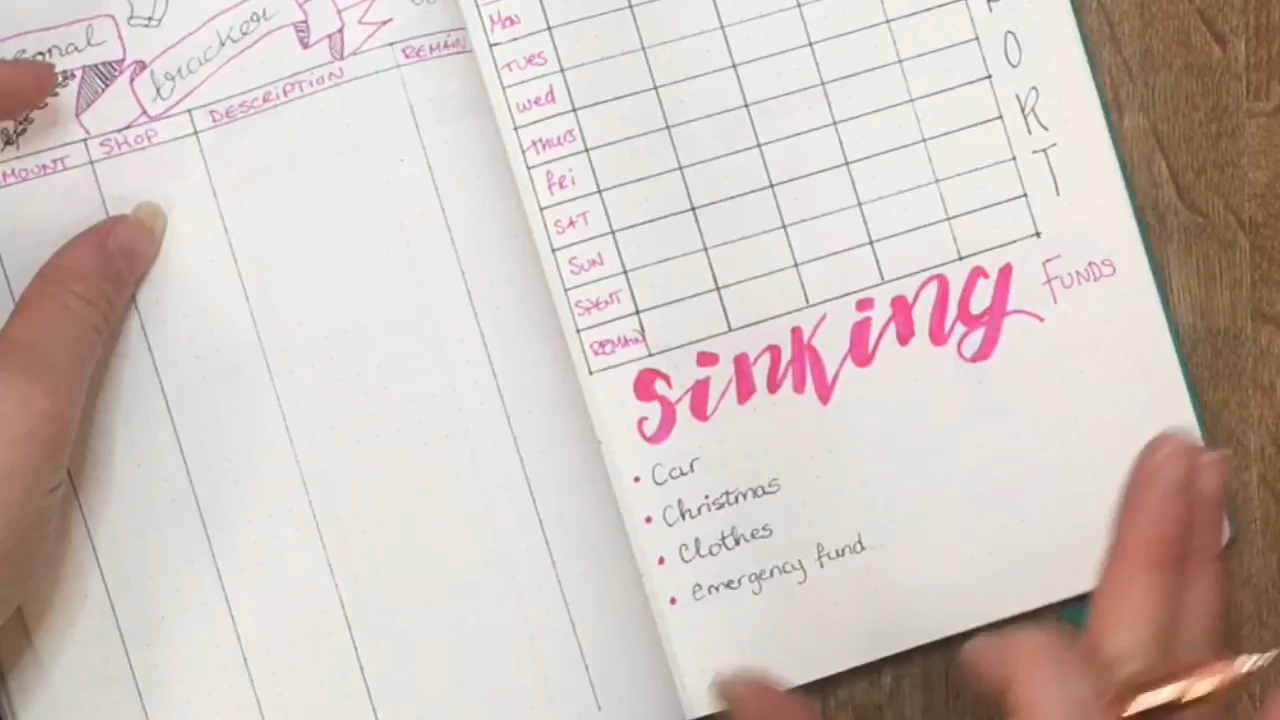 onal
tracker
MOUNT SHOP DESCRIPTION REMAIN
Mon
TUES
wed
THURS
fRi
SAT
SUN
SPENT
REMAIN
O
R
T
sinking FUNDS
• Car
• Christmas
• Clothes
• emergency fund